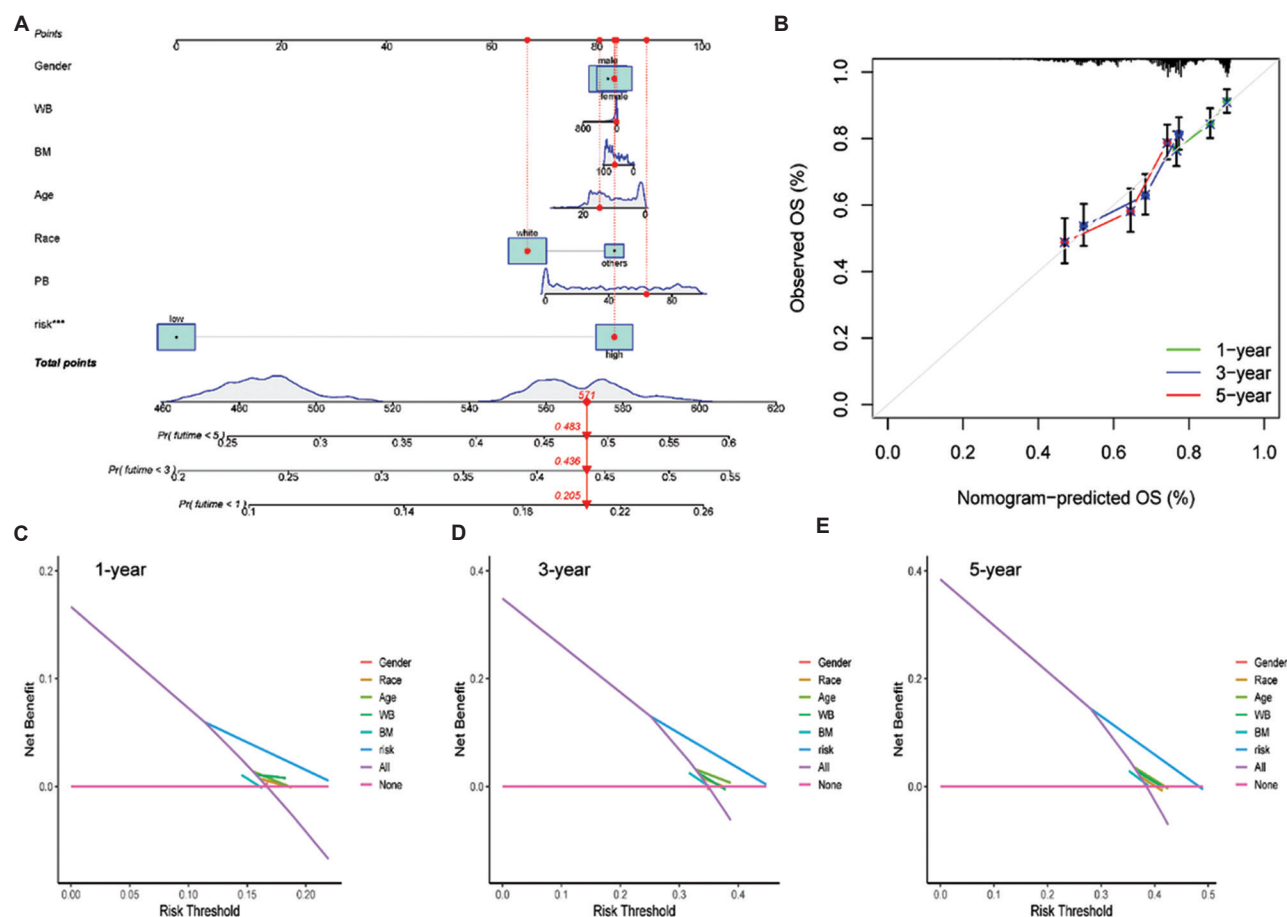 A
Points
0 20 40 60 80 100
Gender
male
female
WB
800 0
BM
100 0
Age
20 0
Race
white
others
PB
0 40 80
risk***
low
high
Total points
460 480 500 520 540 560 580 600 620
571
Pr( futime < 5)
0.25 0.3 0.35 0.4 0.45 0.5 0.55 0.6
0.483
Pr( futime < 3)
0.2 0.25 0.3 0.35 0.4 0.45 0.5 0.55
0.436
Pr( futime < 1)
0.1 0.14 0.18 0.22 0.26
0.205
B
Observed OS (%)
1.0
0.8
0.6
0.4
0.2
0.0
0.0 0.2 0.4 0.6 0.8 1.0
Nomogram−predicted OS (%)
1−year
3−year
5−year
C
1-year
Net Benefit
0.2
0.1
0.0
0.00 0.05 0.10 0.15 0.20
Risk Threshold
Gender
Race
Age
WB
BM
risk
All
None
D
3-year
Net Benefit
0.4
0.2
0.0
0.0 0.1 0.2 0.3 0.4
Risk Threshold
Gender
Race
Age
WB
BM
risk
All
None
E
5-year
Net Benefit
0.4
0.2
0.0
0.0 0.1 0.2 0.3 0.4 0.5
Risk Threshold
Gender
Race
Age
WB
BM
risk
All
None